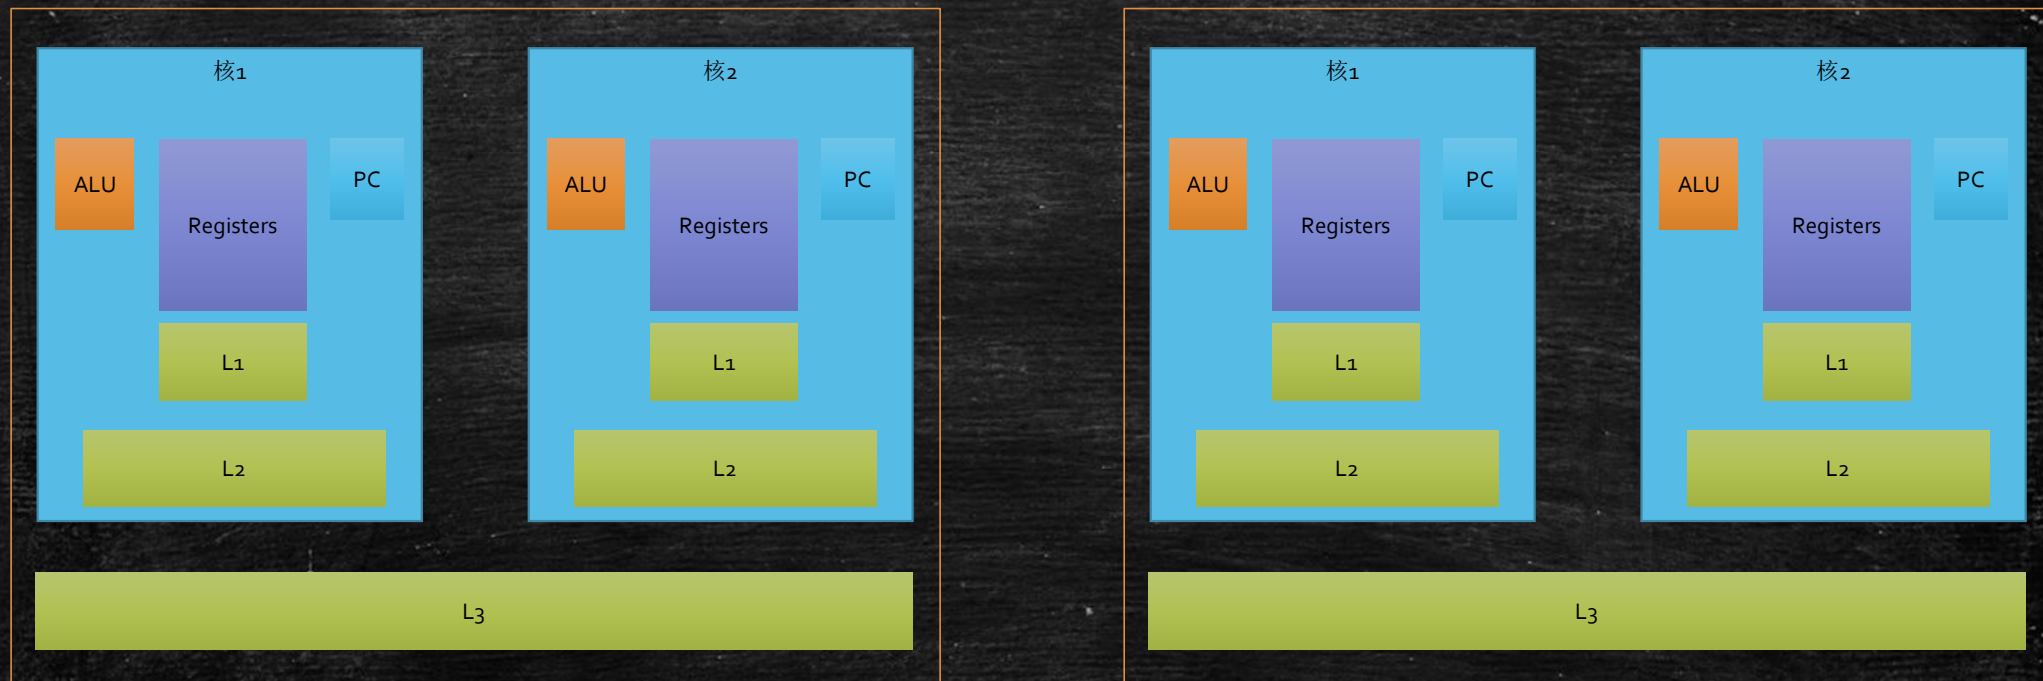 核1
ALU
Registers
PC
L1
L2
核2
ALU
Registers
PC
L1
L2
L3
核1
ALU
Registers
PC
L1
L2
核2
ALU
Registers
PC
L1
L2
L3